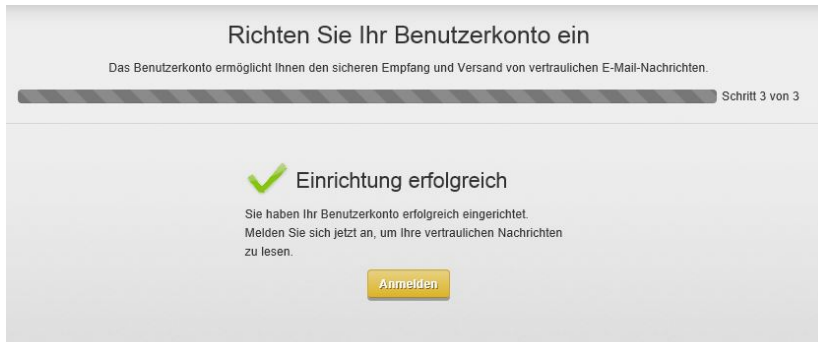 Richten Sie Ihr Benutzerkonto ein
Das Benutzerkonto ermöglicht Ihnen den sicheren Empfang und Versand von vertraulichen E-Mail-Nachrichten.
Schritt 3 von 3
Einrichtung erfolgreich
Sie haben Ihr Benutzerkonto erfolgreich eingerichtet.
Melden Sie sich jetzt an, um Ihre vertraulichen Nachrichten
zu lesen.
Anmelden